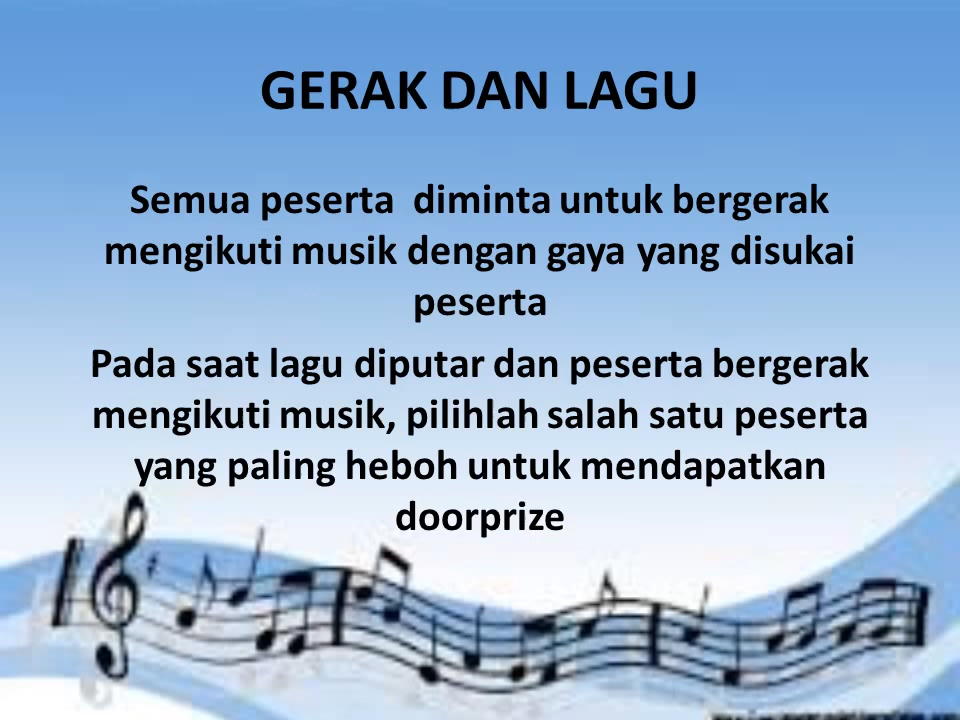 GERAK DAN LAGU
Semua peserta  diminta untuk bergerak
mengikuti musik dengan gaya yang disukai
peserta
Pada saat lagu diputar dan peserta bergerak
mengikuti musik, pilihlah salah satu peserta
yang paling heboh untuk mendapatkan
doorprize